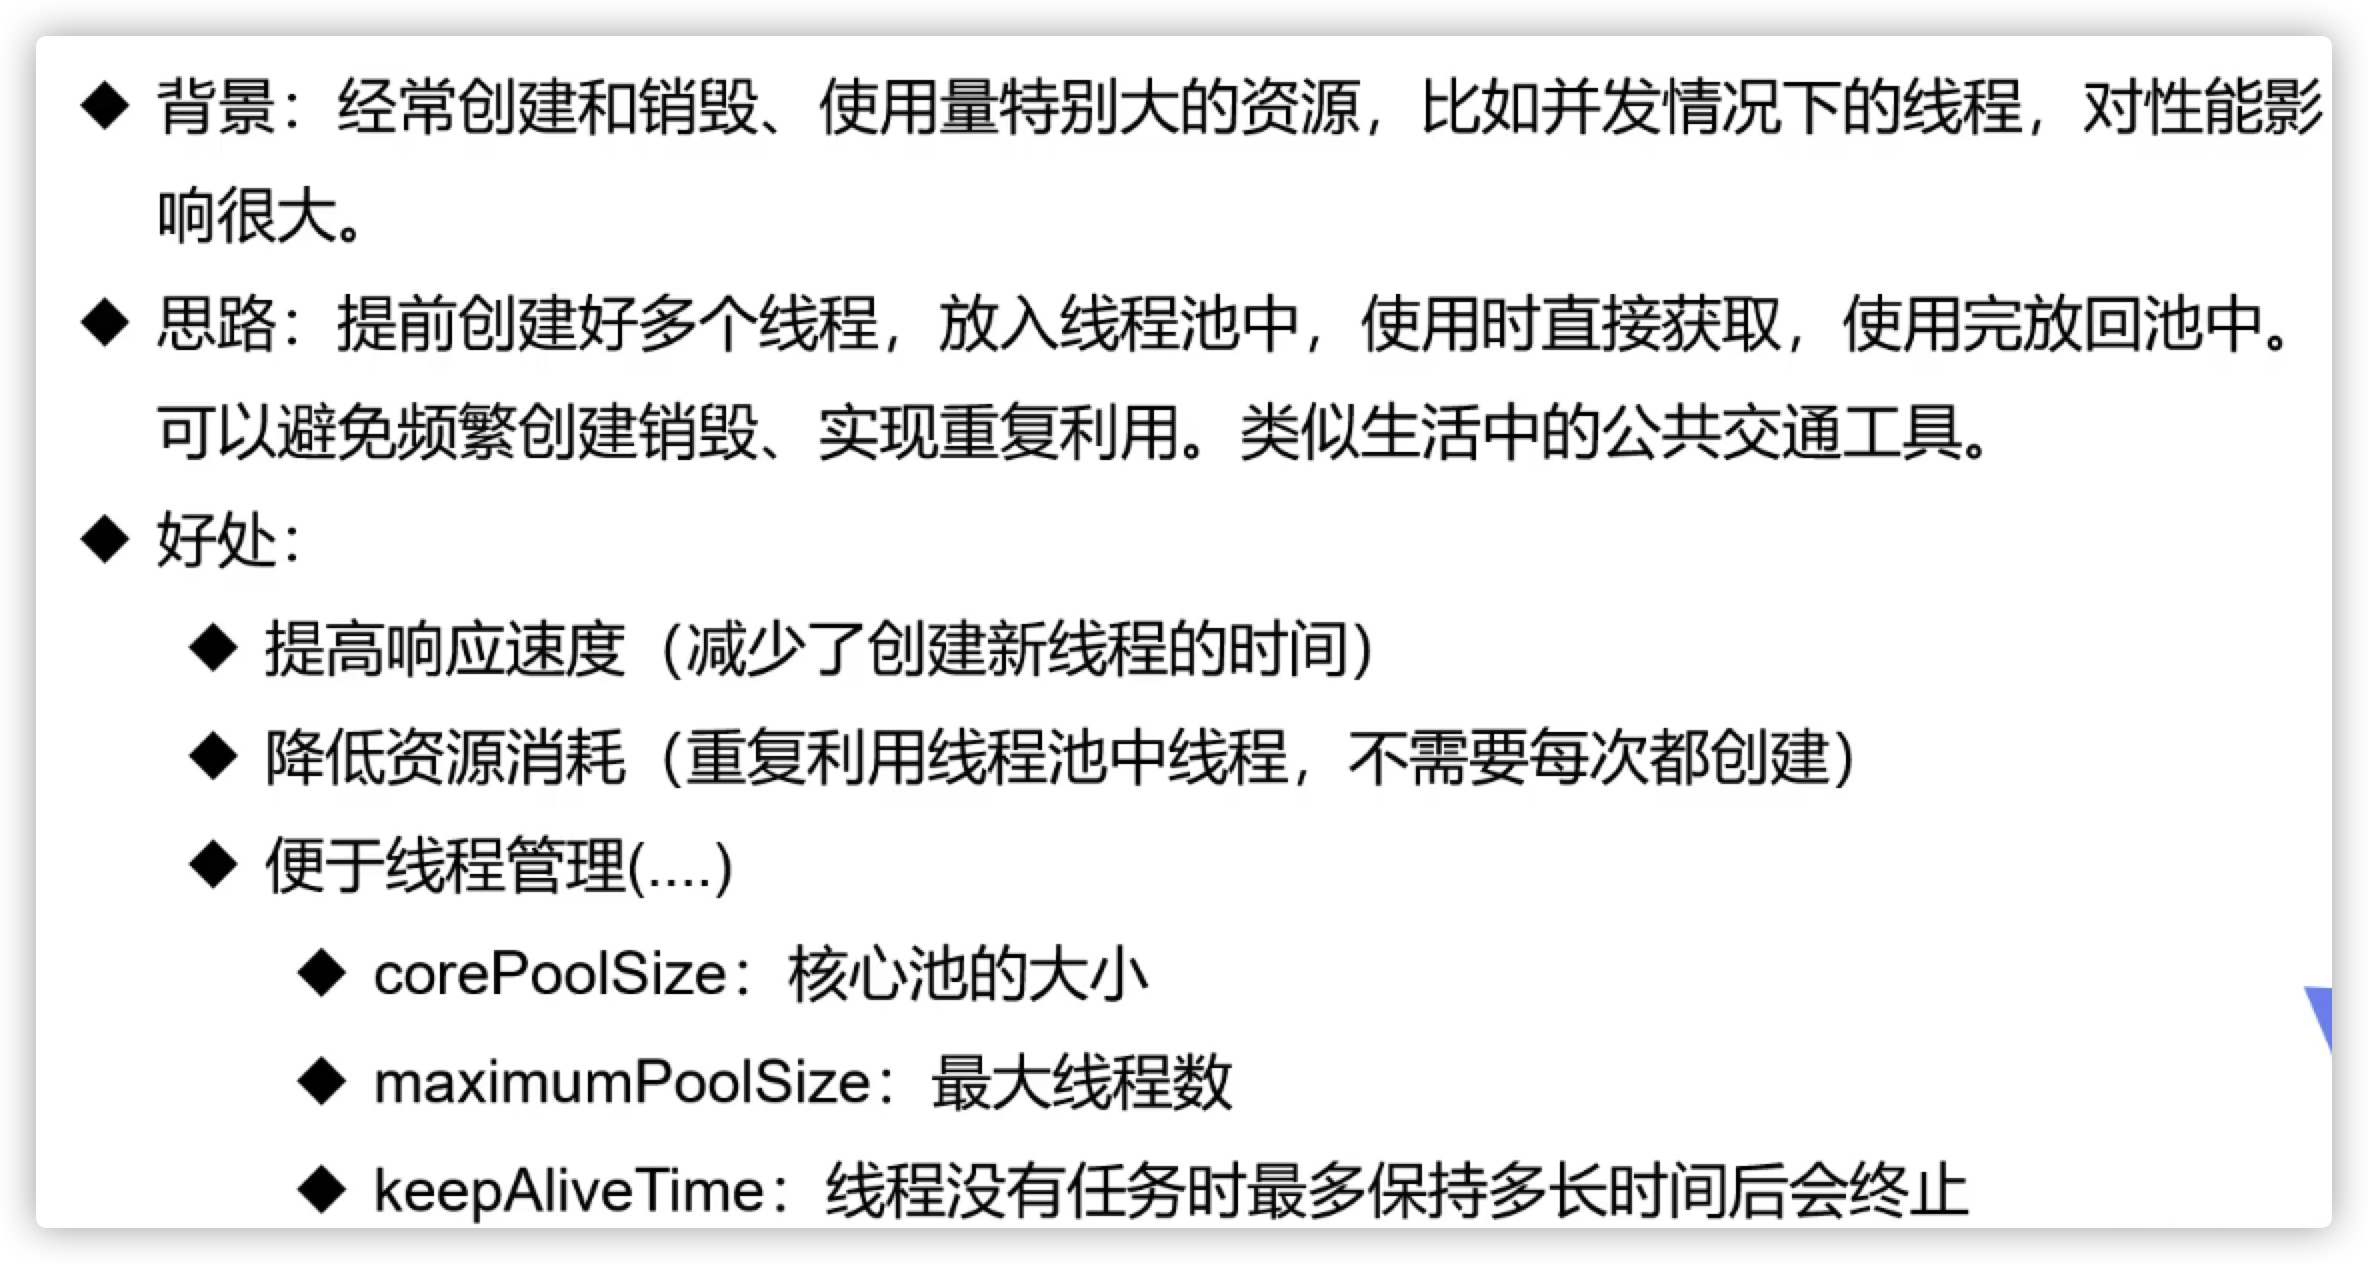 ◆ 背景：经常创建和销毁、使用量特别大的资源，比如并发情况下的线程，对性能影
响很大。
◆ 思路：提前创建好多个线程，放入线程池中，使用时直接获取，使用完放回池中。
可以避免频繁创建销毁、实现重复利用。类似生活中的公共交通工具。
◆ 好处：
◆ 提高响应速度（减少了创建新线程的时间）
◆ 降低资源消耗（重复利用线程池中线程，不需要每次都创建）
◆ 便于线程管理(....)
◆ corePoolSize：核心池的大小
◆ maximumPoolSize：最大线程数
◆ keepAliveTime：线程没有任务时最多保持多长时间后会终止